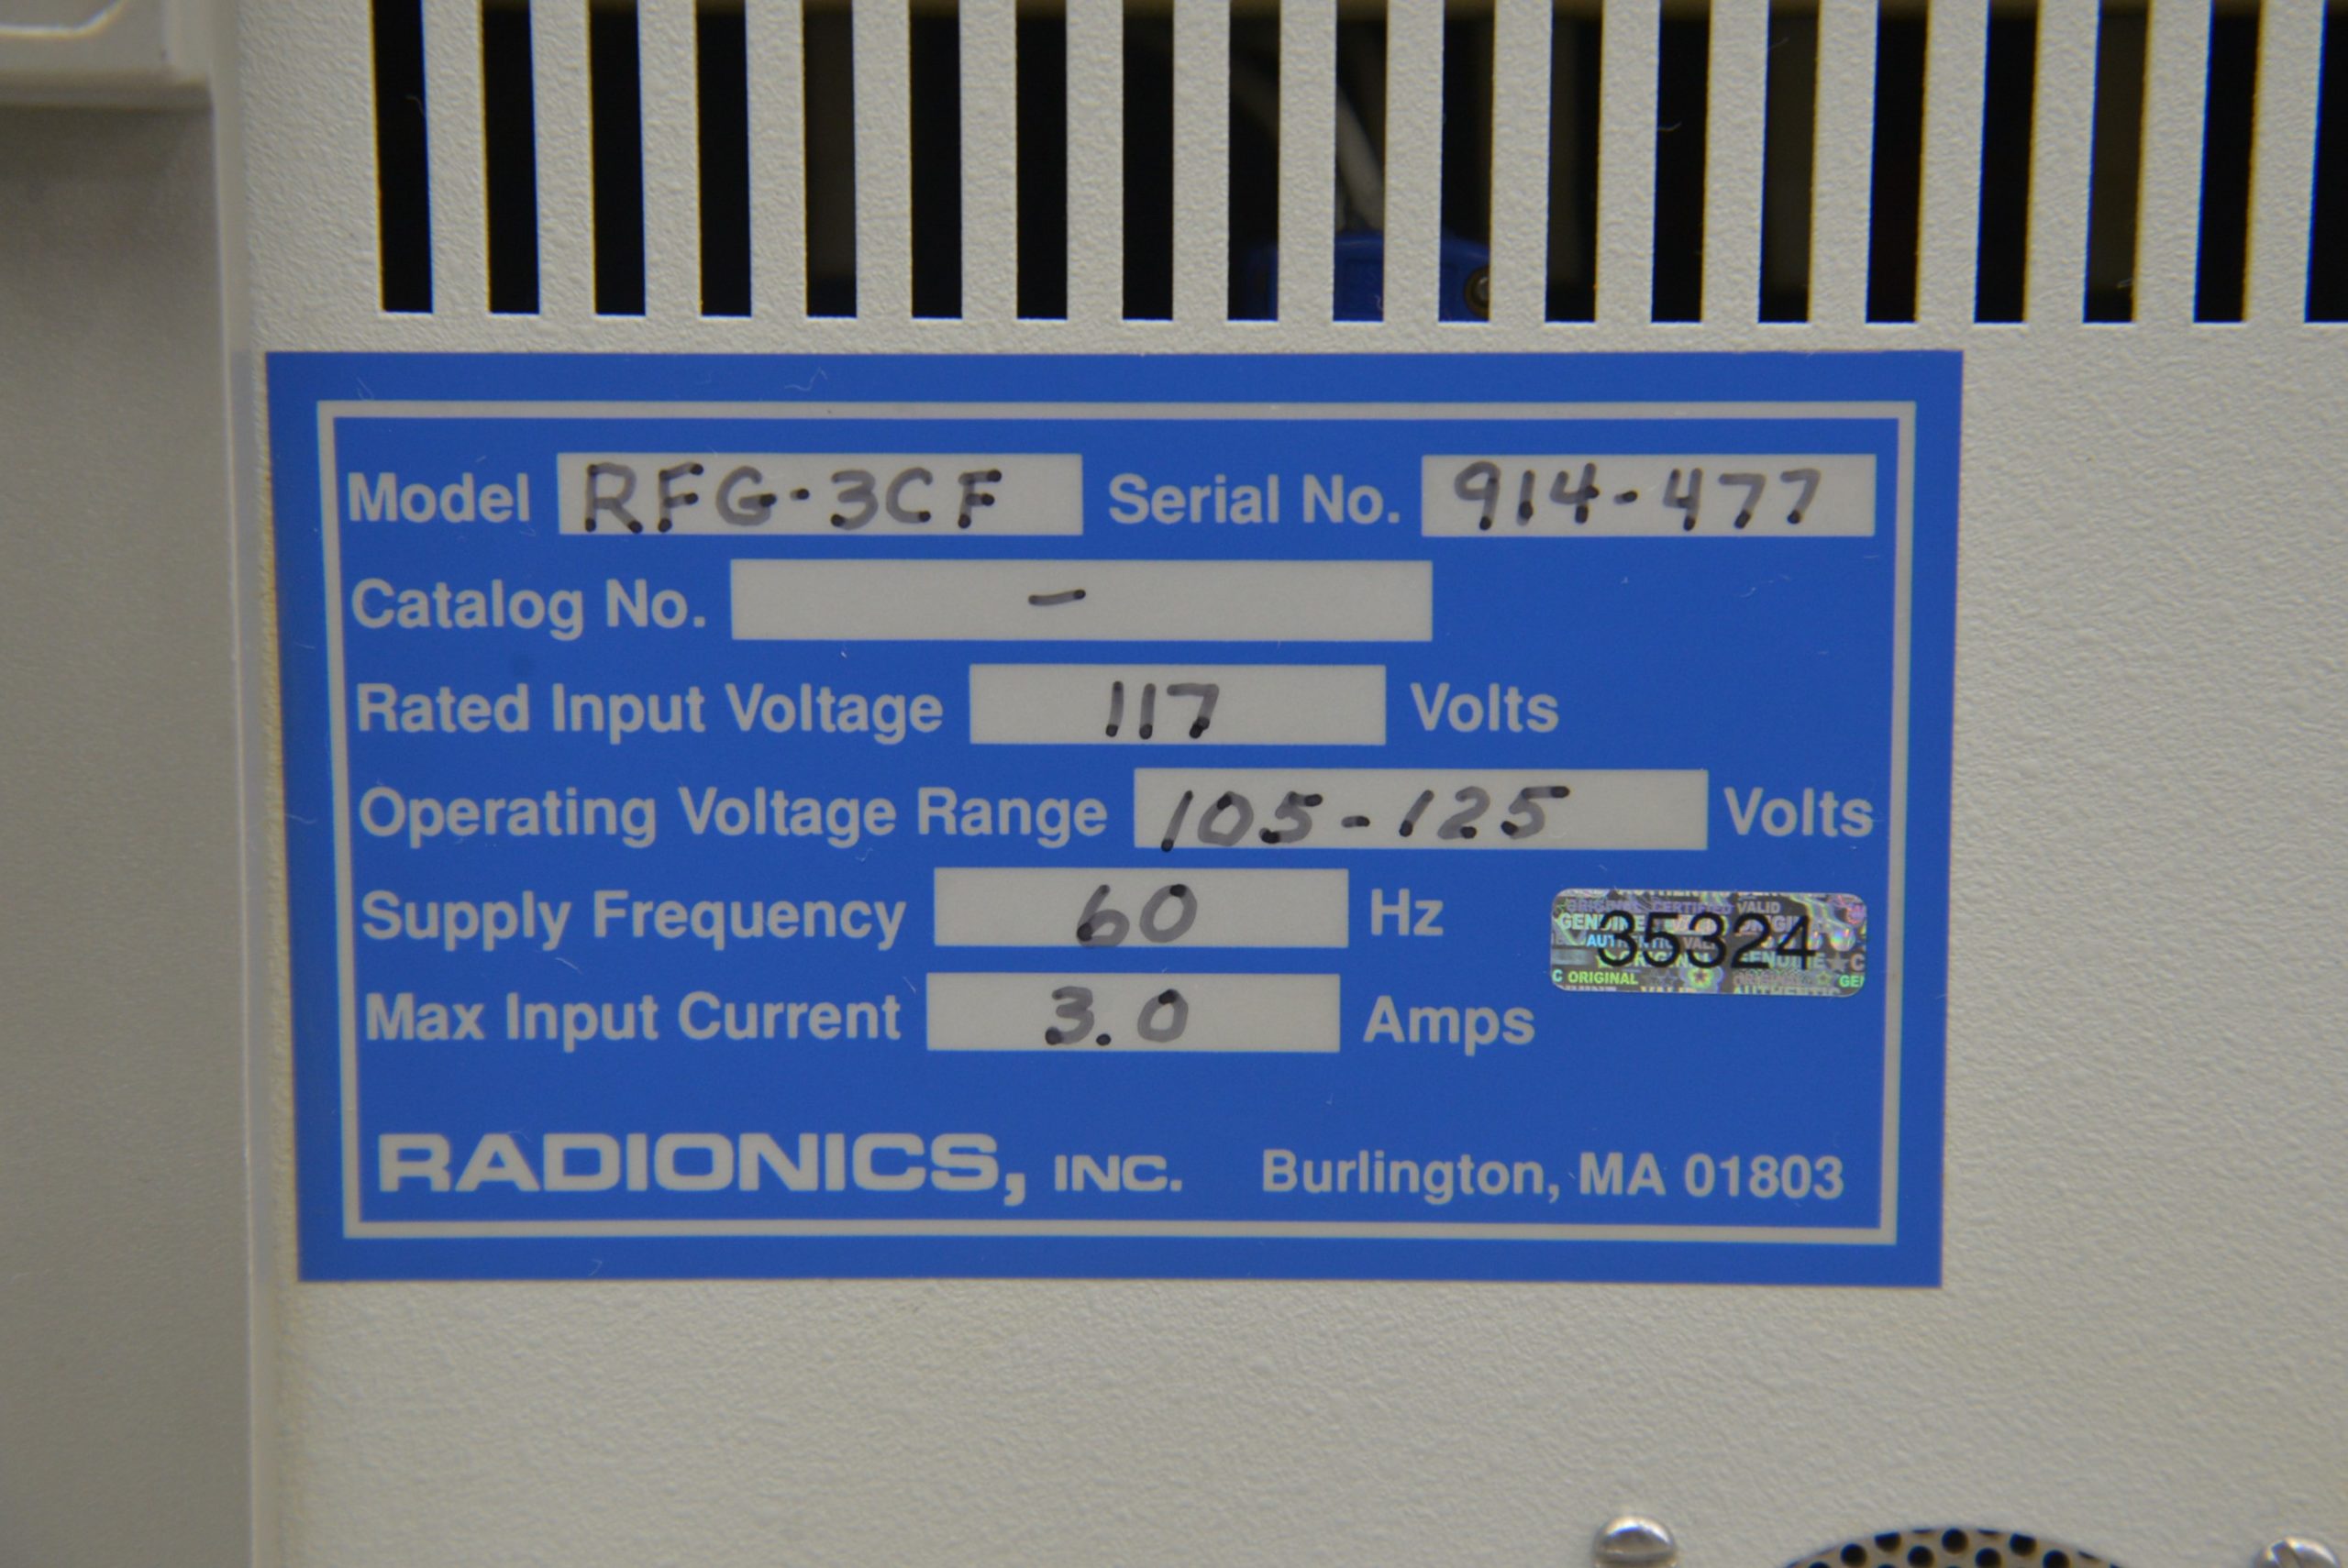 Model RFG-3CF Serial No. 914-477
Catalog No. -
Rated Input Voltage 117 Volts
Operating Voltage Range 105-125 Volts
Supply Frequency 60 Hz
35324
Max Input Current 3.0 Amps
RADIONICS, INC. Burlington, MA 01803